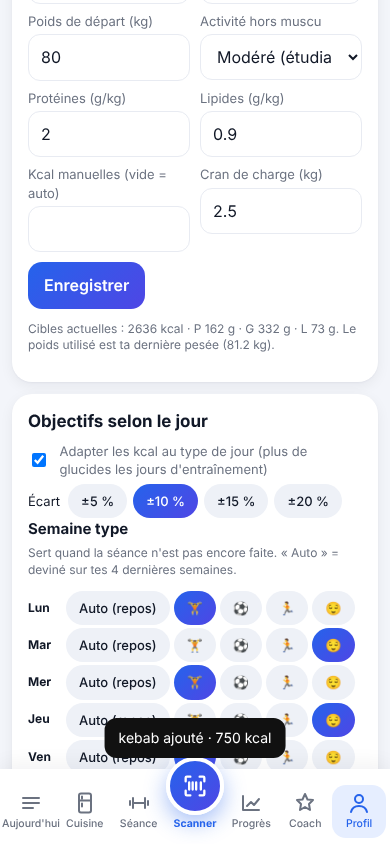 Poids de départ (kg)
Activité hors muscu
80
Modéré (étudia
Protéines (g/kg)
Lipides (g/kg)
2
0.9
Kcal manuelles (vide =
auto)
Cran de charge (kg)
2.5
Enregistrer
Cibles actuelles : 2636 kcal · P 162 g · G 332 g · L 73 g. Le
poids utilisé est ta dernière pesée (81.2 kg).
Objectifs selon le jour
Adapter les kcal au type de jour (plus de
glucides les jours d'entraînement)
Écart ±5 % ±10 % ±15 % ±20 %
Semaine type
Sert quand la séance n'est pas encore faite. « Auto » =
deviné sur tes 4 dernières semaines.
Lun Auto (repos)
Mar Auto (repos)
Mer Auto (repos)
Jeu Auto (repos)
kebab ajouté · 750 kcal
Ven Auto (repos)
Aujourd'hui Cuisine Séance Scanner Progrès Coach Profil